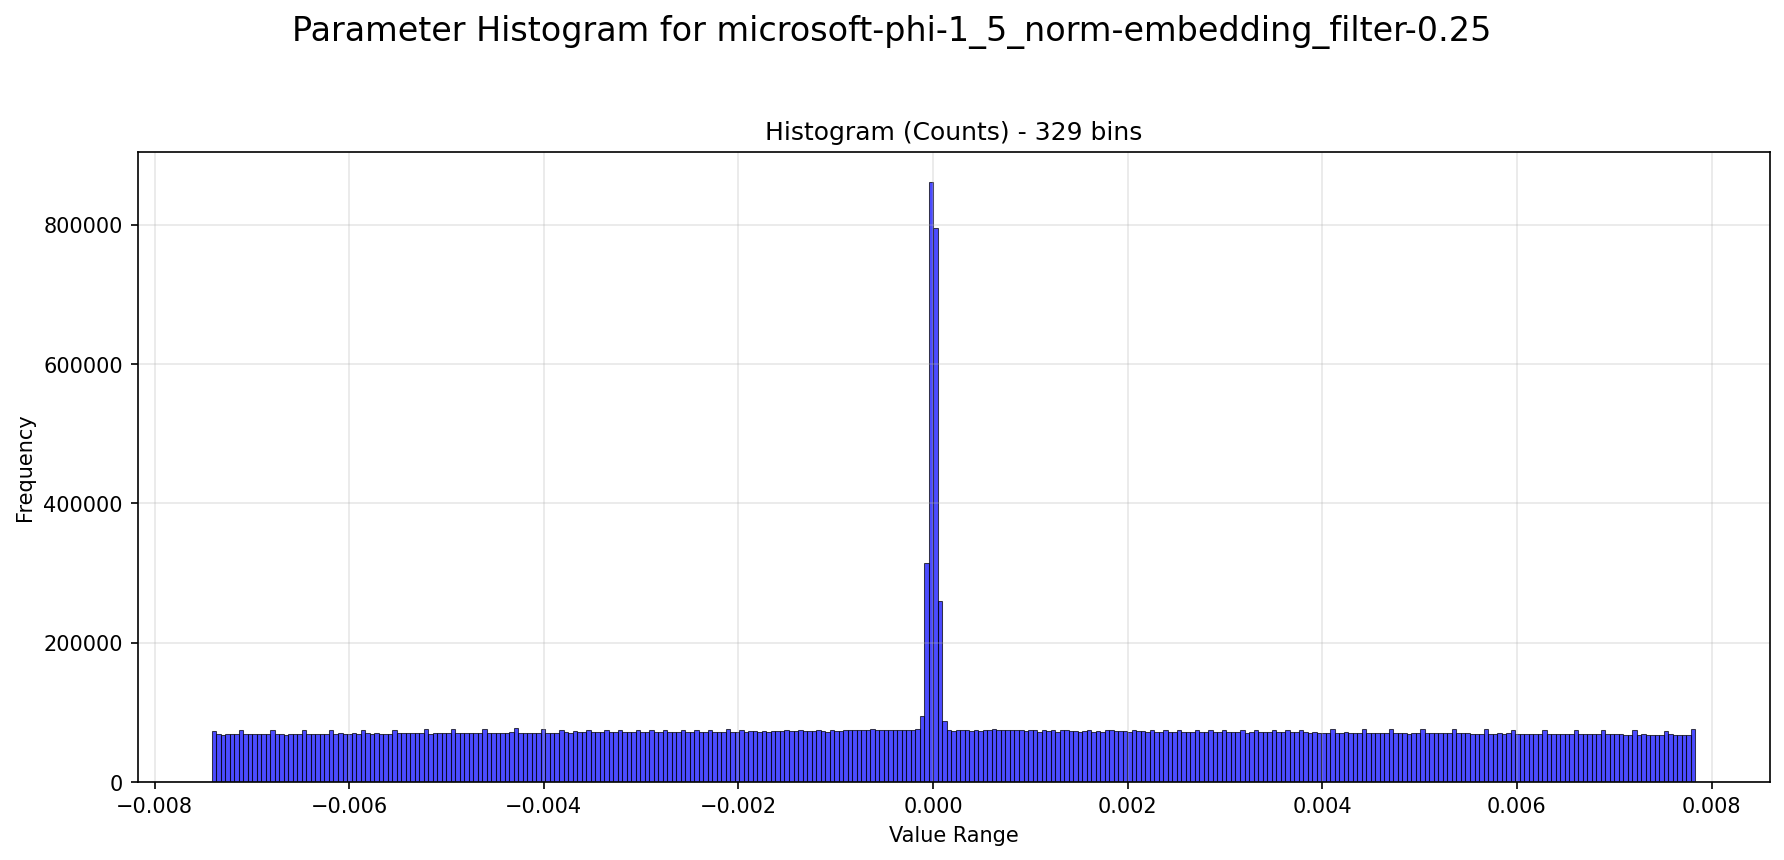 Parameter Histogram for microsoft-phi-1_5_norm-embedding_filter-0.25
Histogram (Counts) - 329 bins
800000
600000
400000
200000
0
Frequency
−0.008 −0.006 −0.004 −0.002 0.000 0.002 0.004 0.006 0.008
Value Range